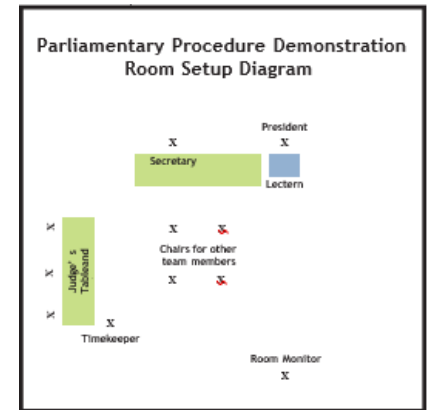 Parliamentary Procedure Demonstration
Room Setup Diagram
President
x x
Secretary
Lectern
x x x
Chairs for other
team members
x x x
Judge' s
Tableand
x
x
Timekeeper
Room Monitor
x